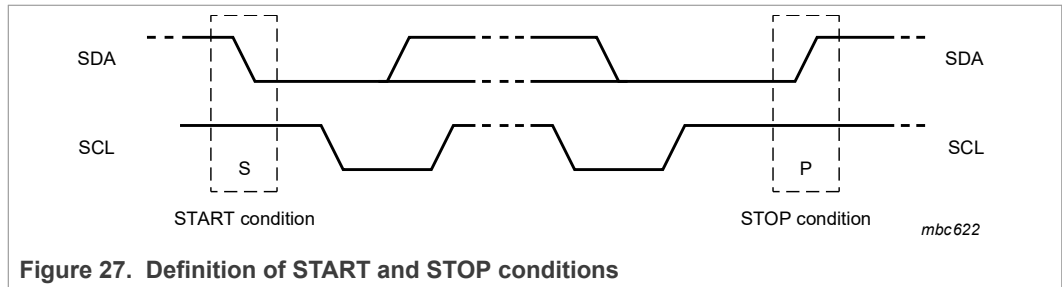 SDA
SDA
SCL
SCL
S
P
START condition
STOP condition
mbc622
Figure 27. Definition of START and STOP conditions